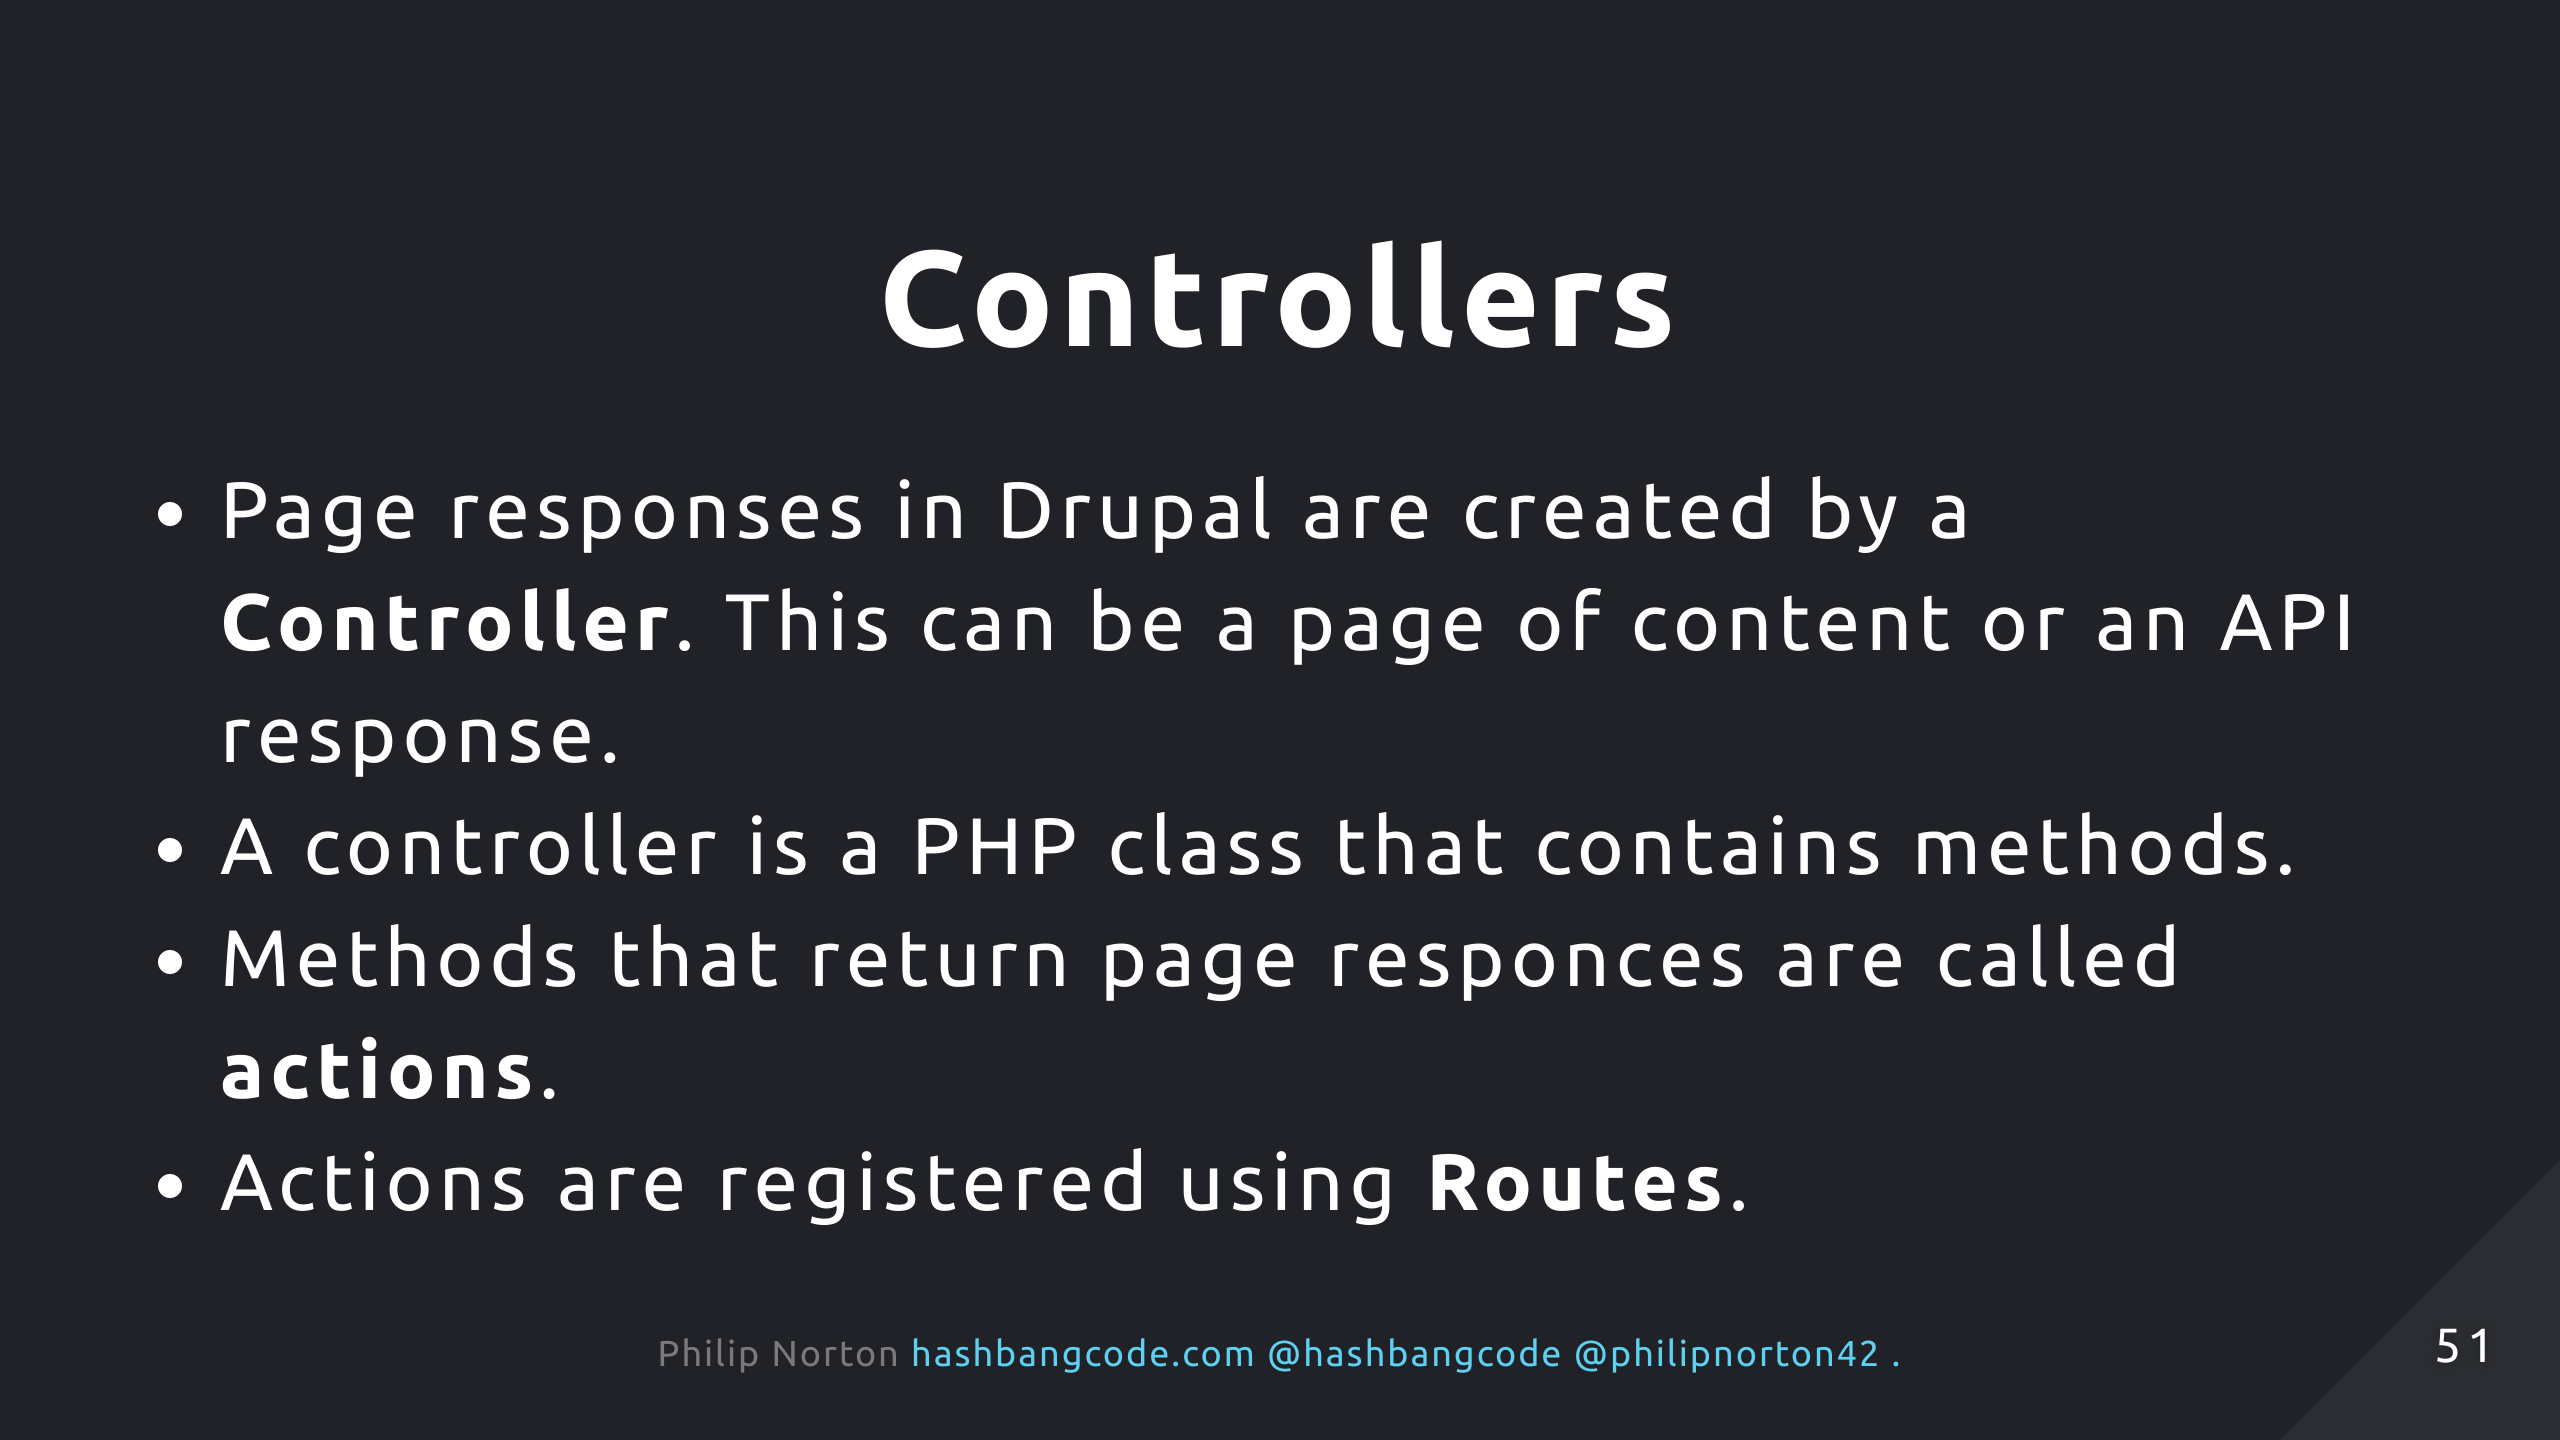 Controllers
• Page responses in Drupal are created by a
Controller. This can be a page of content or an API
response.
• A controller is a PHP class that contains methods.
• Methods that return page responces are called
actions.
• Actions are registered using Routes.
Philip Norton hashbangcode.com @hashbangcode @philipnorton42 .
51